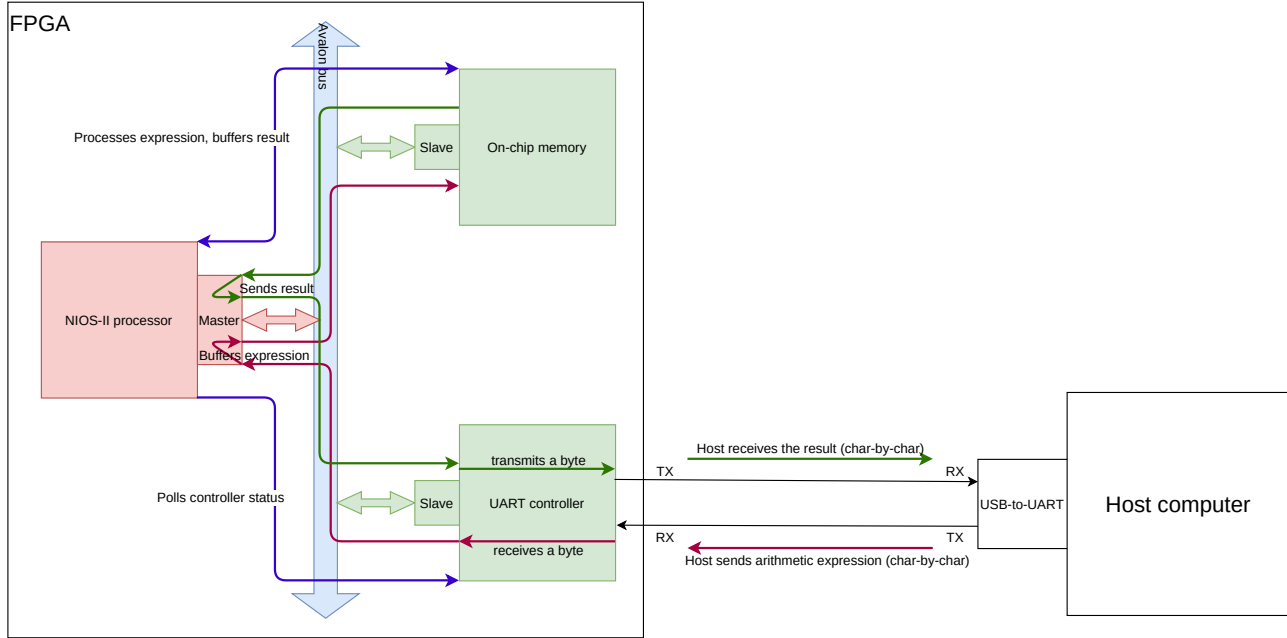 FPGA
Avalon bus
Processes expression, buffers result
Slave
On-chip memory
Sends result
NIOS-II processor
Master
Buffers expression
transmits a byte
Host receives the result (char-by-char)
TX
RX
Polls controller status
Slave
UART controller
USB-to-UART
Host computer
RX
TX
receives a byte
Host sends arithmetic expression (char-by-char)